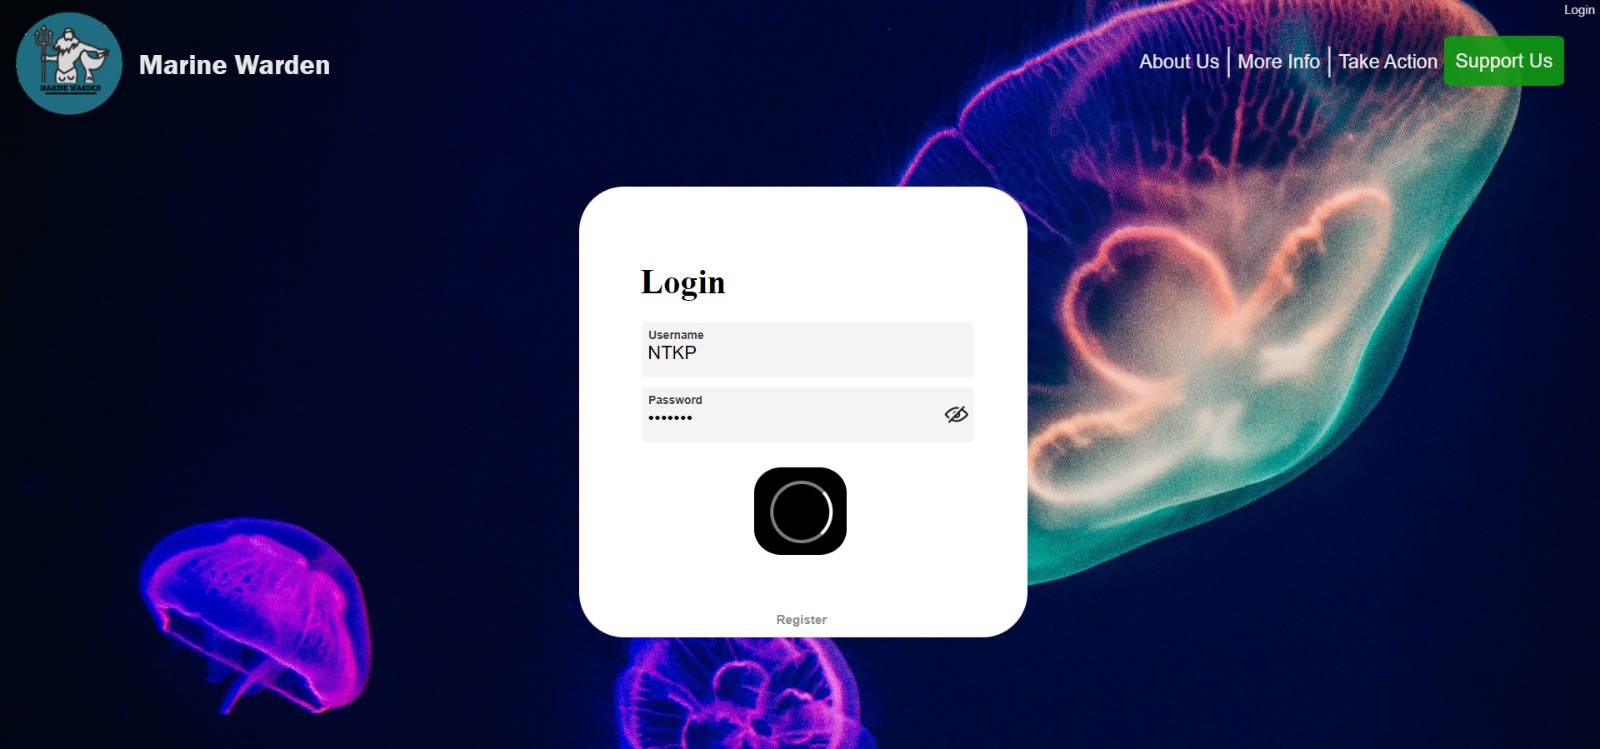 Login
MARINE WARDEN
Marine Warden
About Us
More Info
Take Action
Support Us
Login
Username
NTKP
Password
•••••••
Register